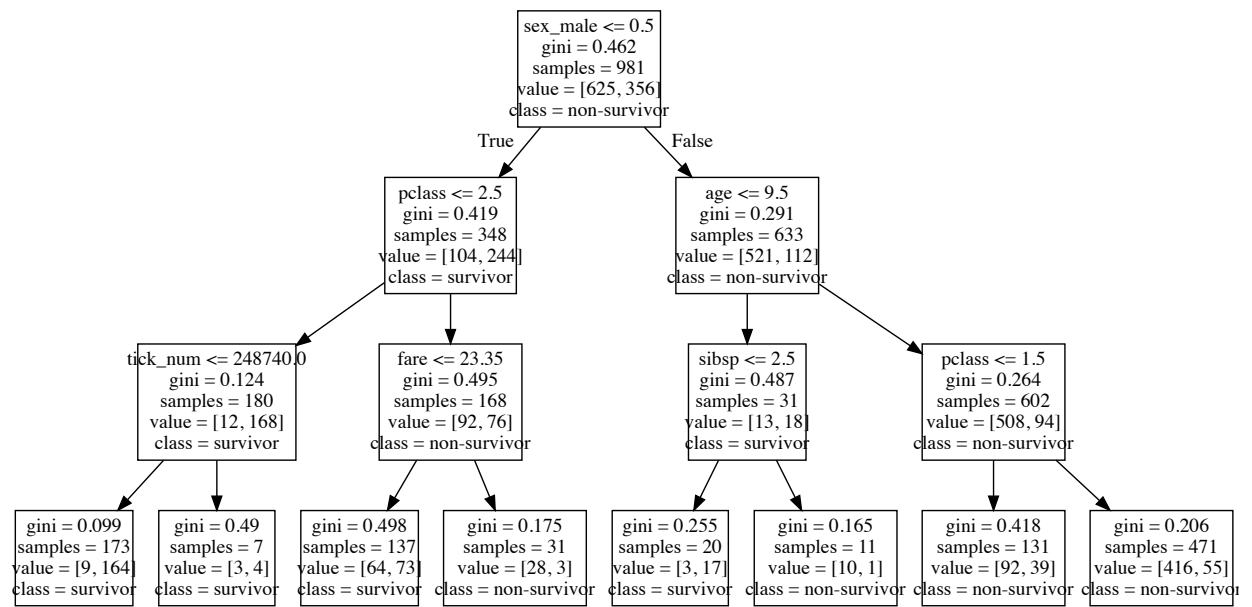 sex_male <= 0.5
gini = 0.462
samples = 981
value = [625, 356]
class = non-survivor
True
False
pclass <= 2.5
gini = 0.419
samples = 348
value = [104, 244]
class = survivor
age <= 9.5
gini = 0.291
samples = 633
value = [521, 112]
class = non-survivor
tick_num <= 248740.0
gini = 0.124
samples = 180
value = [12, 168]
class = survivor
fare <= 23.35
gini = 0.495
samples = 168
value = [92, 76]
class = non-survivor
sibsp <= 2.5
gini = 0.487
samples = 31
value = [13, 18]
class = survivor
pclass <= 1.5
gini = 0.264
samples = 602
value = [508, 94]
class = non-survivor
gini = 0.099
samples = 173
value = [9, 164]
class = survivor
gini = 0.49
samples = 7
value = [3, 4]
class = survivor
gini = 0.498
samples = 137
value = [64, 73]
class = survivor
gini = 0.175
samples = 31
value = [28, 3]
class = non-survivor
gini = 0.255
samples = 20
value = [3, 17]
class = survivor
gini = 0.165
samples = 11
value = [10, 1]
class = non-survivor
gini = 0.418
samples = 131
value = [92, 39]
class = non-survivor
gini = 0.206
samples = 471
value = [416, 55]
class = non-survivor